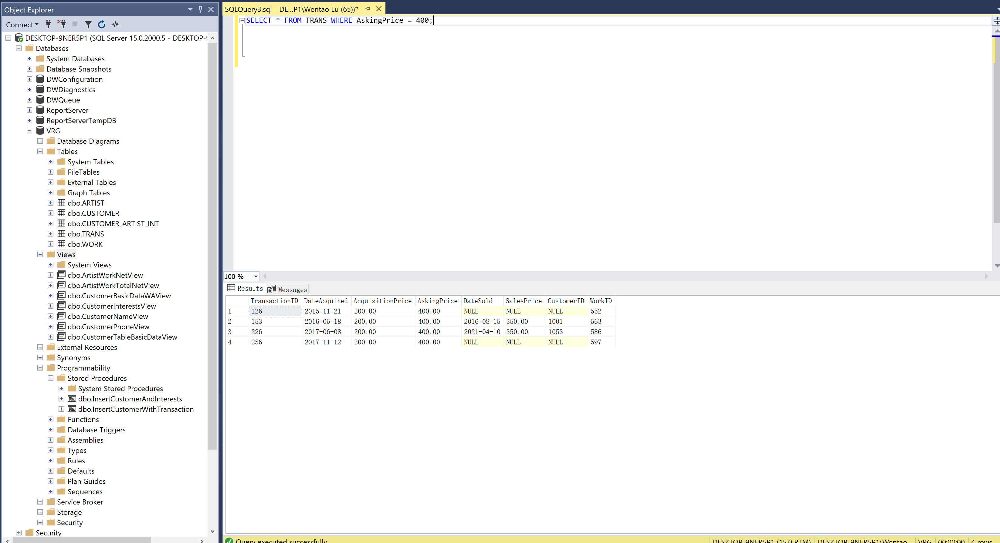 Object Explorer
Connect
DESKTOP-9NER5P1 (SQL Server 15.0.2000.5 - DESKTOP-9
Databases
System Databases
Database Snapshots
DWConfiguration
DWDiagnostics
DWQueue
ReportServer
ReportServerTempDB
VRG
Database Diagrams
Tables
System Tables
FileTables
External Tables
Graph Tables
dbo.ARTIST
dbo.CUSTOMER
dbo.CUSTOMER_ARTIST_INT
dbo.TRANS
dbo.WORK
Views
System Views
dbo.ArtistWorkNetView
dbo.ArtistWorkTotalNetView
dbo.CustomerBasicDataWAView
dbo.CustomerInterestsView
dbo.CustomerNameView
dbo.CustomerPhoneView
dbo.CustomerTableBasicDataView
External Resources
Synonyms
Programmability
Stored Procedures
System Stored Procedures
dbo.InsertCustomerAndInterests
dbo.InsertCustomerWithTransaction
Functions
Database Triggers
Assemblies
Types
Rules
Defaults
Plan Guides
Sequences
Service Broker
Storage
Security
Security
SQLQuery3.sql - DE...P1\Wentao Lu (65))*
SELECT * FROM TRANS WHERE AskingPrice = 400;
100 %
Results Messages
TransactionID DateAcquired AcquisitionPrice AskingPrice DateSold SalesPrice CustomerID WorkID
1 126 2015-11-21 200.00 400.00 NULL NULL NULL 552
2 153 2016-05-18 200.00 400.00 2016-08-15 350.00 1001 563
3 226 2017-06-08 200.00 400.00 2021-04-10 350.00 1053 586
4 256 2017-11-12 200.00 400.00 NULL NULL NULL 597
Query executed successfully DESKTOP-9NER5P1 (15.0 RTM) DESKTOP-9NER5P1\Wentao VRG 00:00:00 4 rows